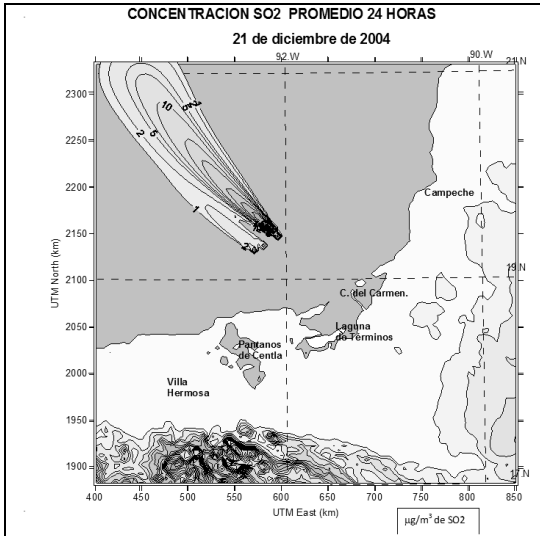 CONCENTRACION SO2 PROMEDIO 24 HORAS
21 de diciembre de 2004
92.W
90.W
21 N
2300
2250
2200
2150
2100
2050
2000
1950
1900
UTM North (km)
10
5
2
5
2
1
Campeche
19 N
C. del Carmen.
Laguna
de Términos
Pantanos
de Centla
Villa
Hermosa
17 N
400 450 500 550 600 650 700 750 800 850
UTM East (km)
µg/m³ de SO2